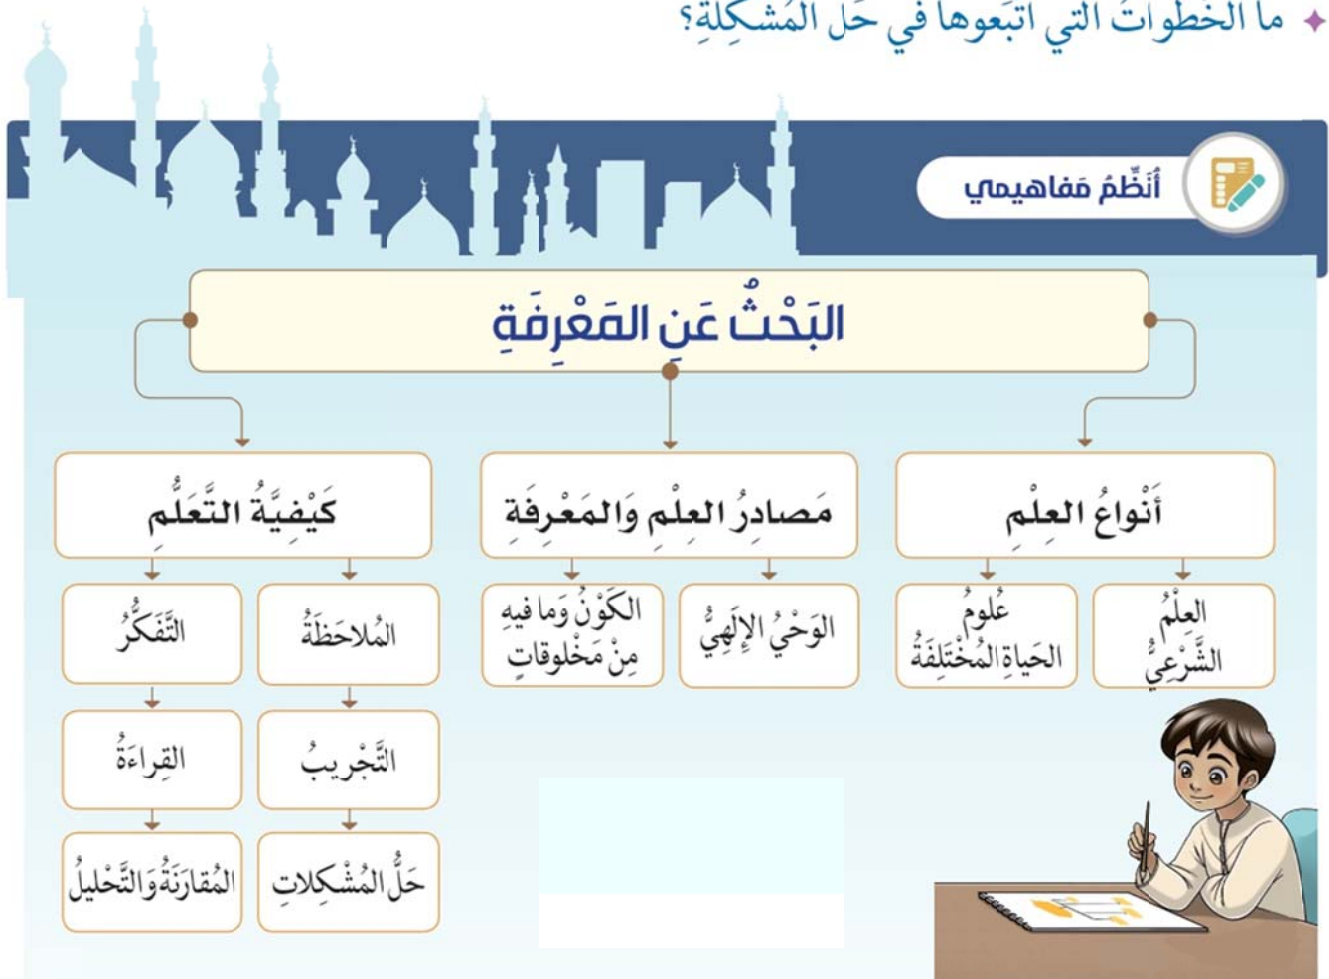 ما الخطوات التي اتبعوها في حل المشكلة؟
أُنَظِّمُ مَفاهيمي
البَحْثُ عَنِ المَعْرِفَةِ
أَنْواعُ العِلْمِ
العِلْمُ
الشَّرْعِيُّ
عُلومُ
الحَياةِ المُخْتَلِفَةُ
مَصادِرُ العِلْمِ وَالمَعْرِفَةِ
الوَحْيُ الإِلَهِيُّ
الكَوْنُ وَما فيهِ
مِنْ مَخْلوقاتٍ
كَيْفِيَّةُ التَّعَلُّمِ
المُلاحَظَةُ
التَّجْريبُ
حَلُّ المُشْكِلاتِ
التَّفَكُّرُ
القِراءَةُ
المُقارَنَةُ وَالتَّحْليلُ